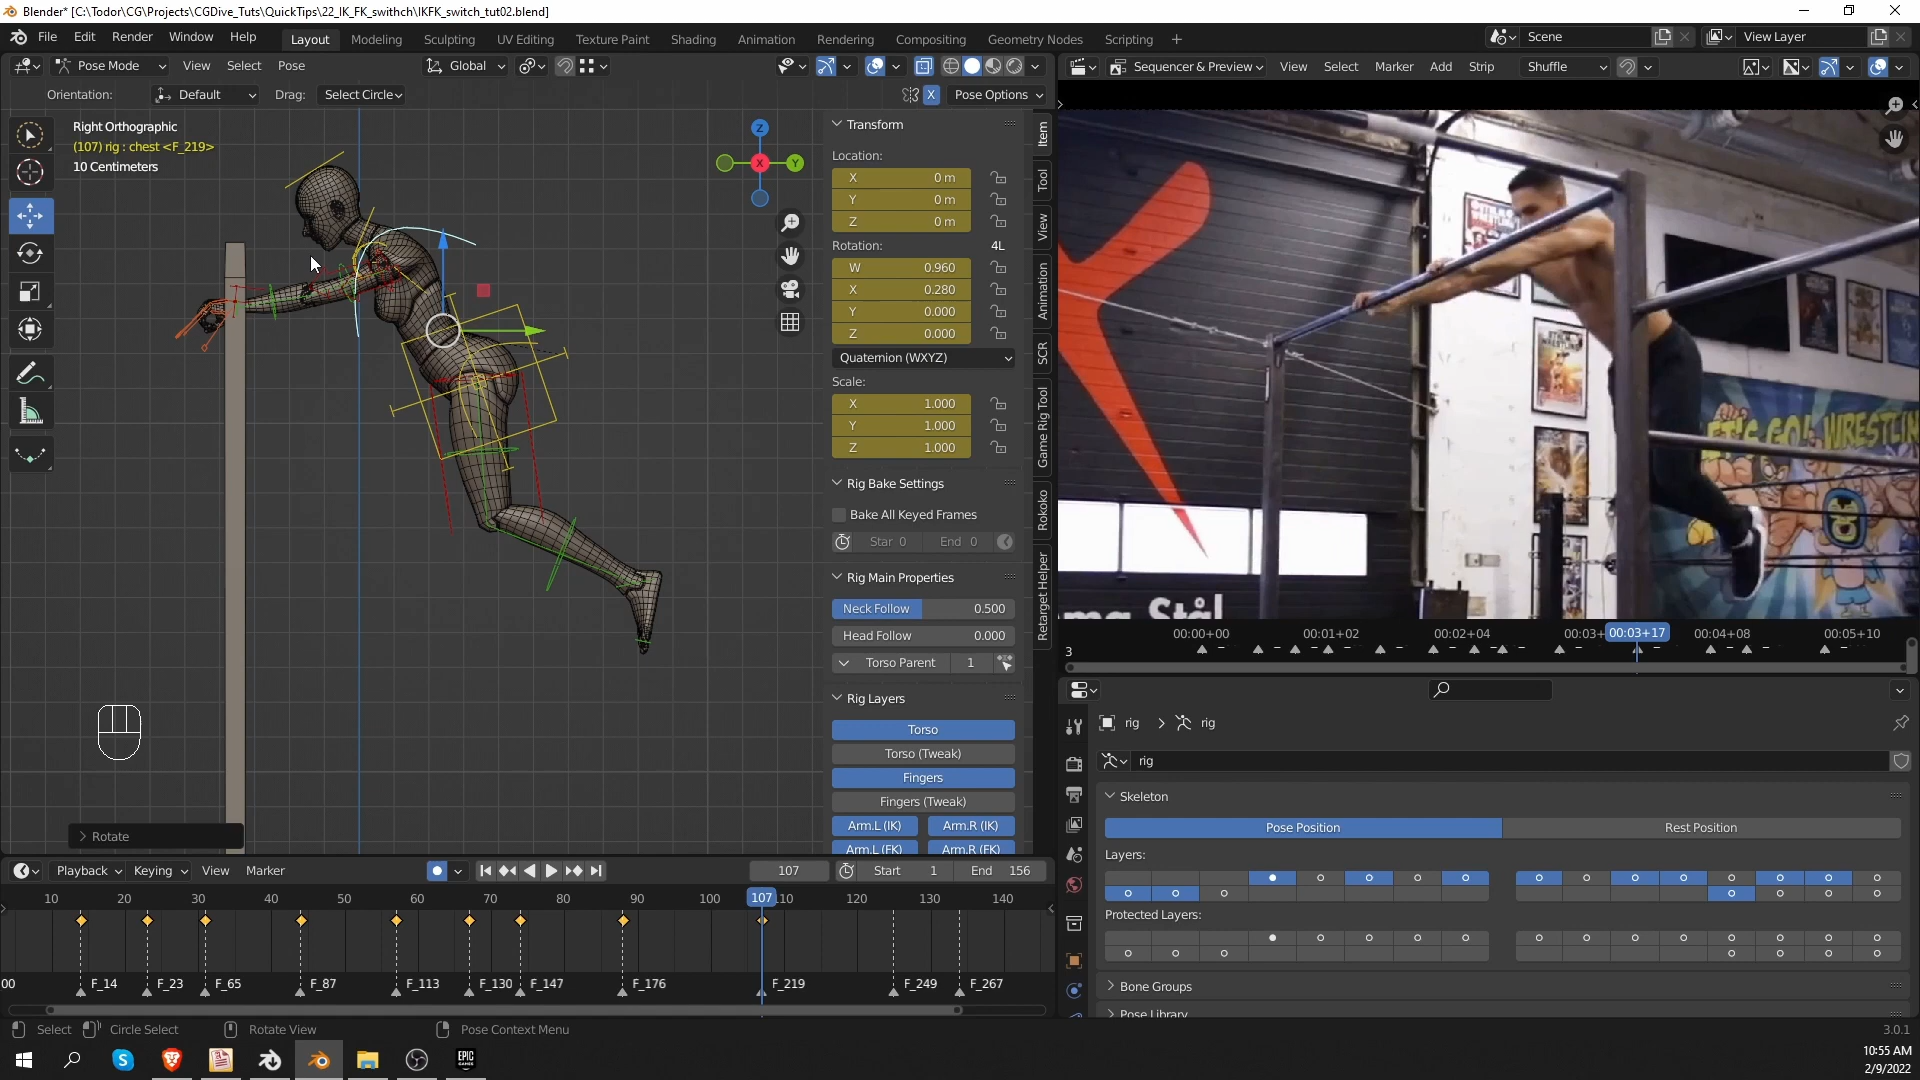 Blender* [C:\Todor\CG\Projects\CGDive_Tuts\QuickTips\22_IK_FK_swithch\IKFK_switch_tut02.blend]
File Edit Render Window Help Layout Modeling Sculpting UV Editing Texture Paint Shading Animation Rendering Compositing Geometry Nodes Scripting + Scene View Layer
Pose Mode View Select Pose Global
Sequencer & Preview View Select Marker Add Strip Shuffle
Orientation: Default Drag: Select Circle X Pose Options
Right Orthographic
(107) rig : chest <F_219>
10 Centimeters
Z
X
Y
Transform
Location:
X 0 m
Y 0 m
Z 0 m
Rotation: 4L
W 0.960
X 0.280
Y 0.000
Z 0.000
Quaternion (WXYZ)
Scale:
X 1.000
Y 1.000
Z 1.000
Rig Bake Settings
Bake All Keyed Frames
Star 0 End 0
Rig Main Properties
Neck Follow 0.500
Head Follow 0.000
Torso Parent 1
Rig Layers
Torso
Torso (Tweak)
Fingers
Fingers (Tweak)
Arm.L (IK) Arm.R (IK)
Arm.L (FK) Arm.R (FK)
Item
Tool
View
Animation
SCR
Game Rig Tool
Rokoko
Retarget Helper
LET'S GO! WRESTLIN
Stål
00:00+00 00:01+02 00:02+04 00:03+ 00:03+17 00:04+08 00:05+10
3
rig > rig
rig
Skeleton
Pose Position Rest Position
Layers:
Protected Layers:
Bone Groups
Pose Library
Rotate
Playback Keying View Marker 107 Start 1 End 156
10 20 30 40 50 60 70 80 90 100 107 110 120 130 140
00 F_14 F_23 F_65 F_87 F_113 F_130 F_147 F_176 F_219 F_249 F_267
Select Circle Select Rotate View Pose Context Menu 3.0.1
EPIC GAMES
10:55 AM
2/9/2022